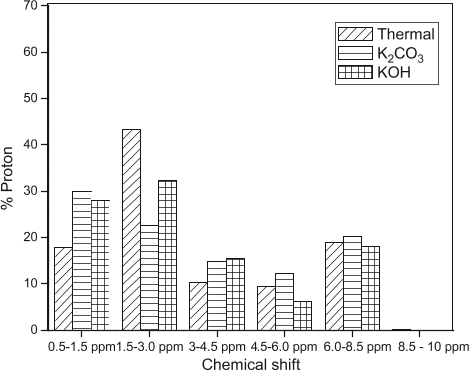 70
60
50
40
30
20
10
0
% Proton
Thermal
K₂CO₃
KOH
0.5-1.5 ppm 1.5-3.0 ppm 3-4.5 ppm 4.5-6.0 ppm 6.0-8.5 ppm 8.5 - 10 ppm
Chemical shift